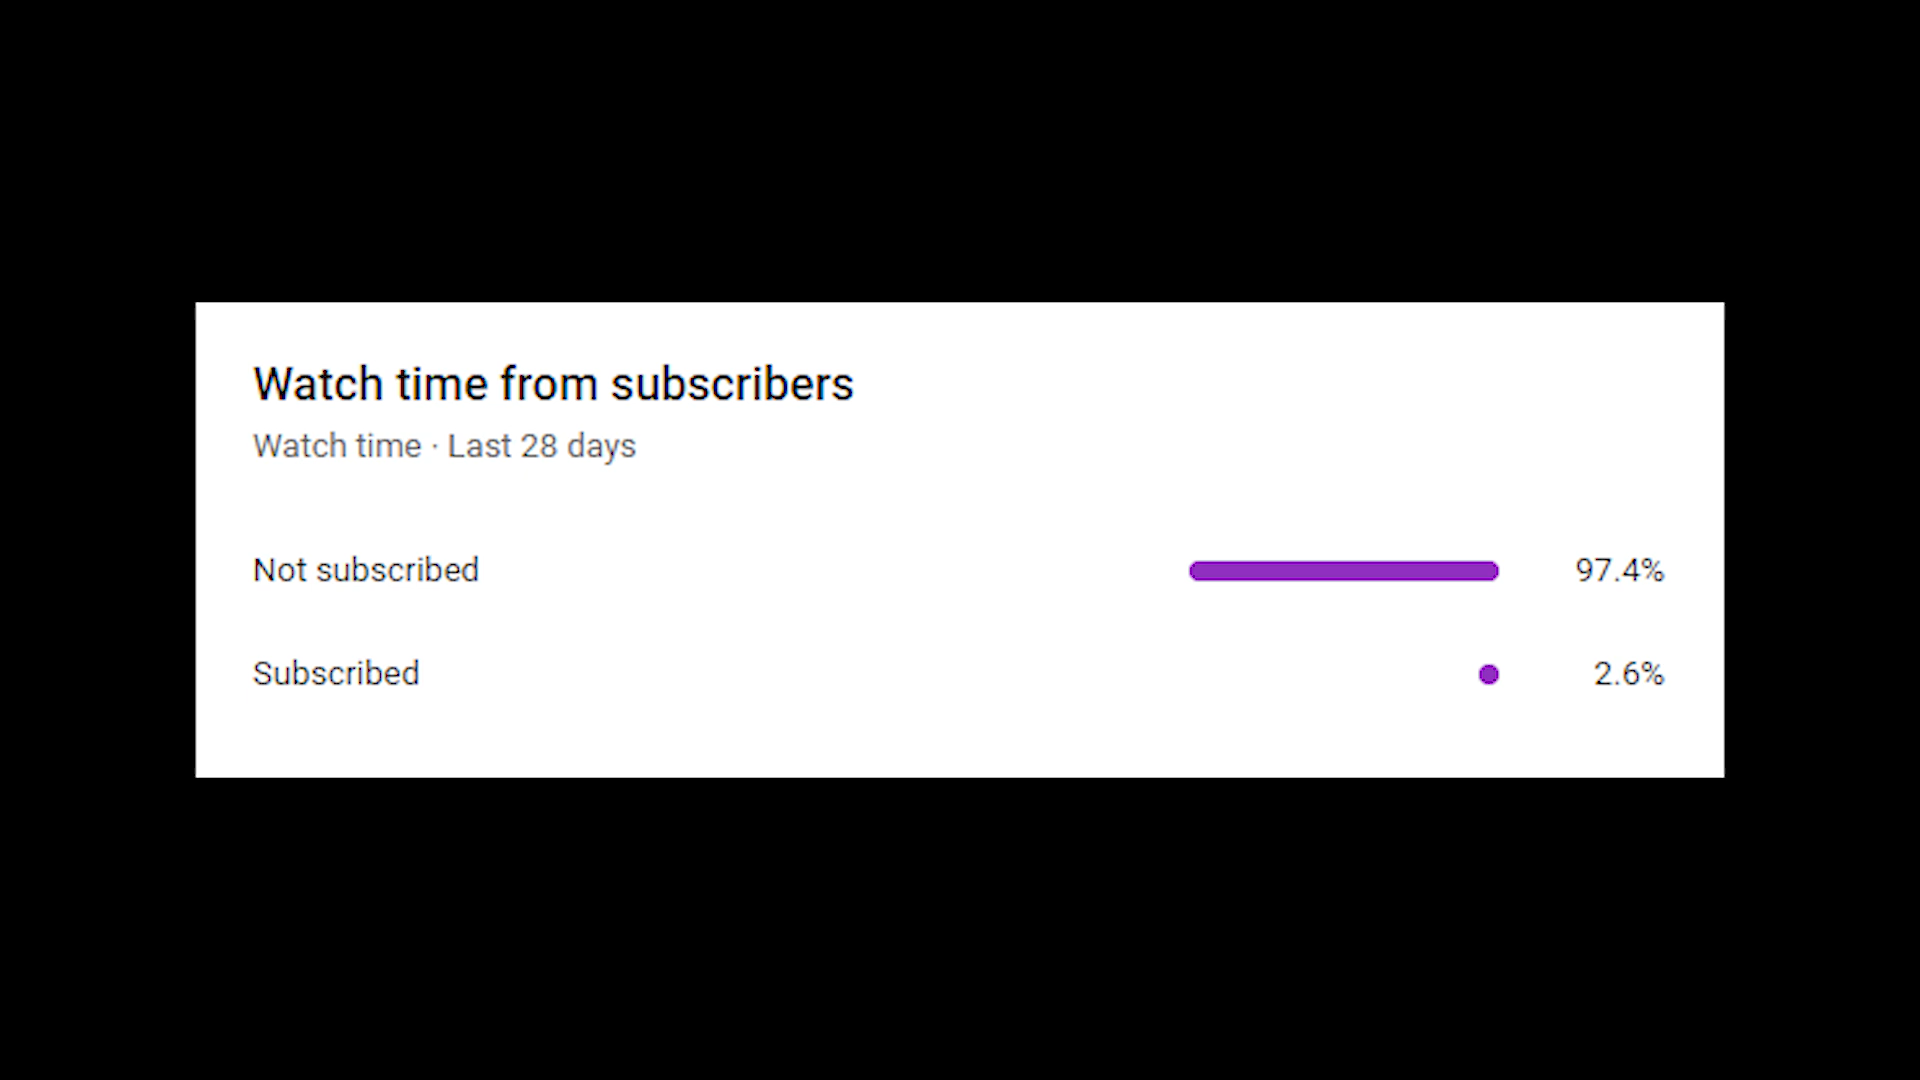 Watch time from subscribers
Watch time · Last 28 days
Not subscribed 97.4%
Subscribed 2.6%